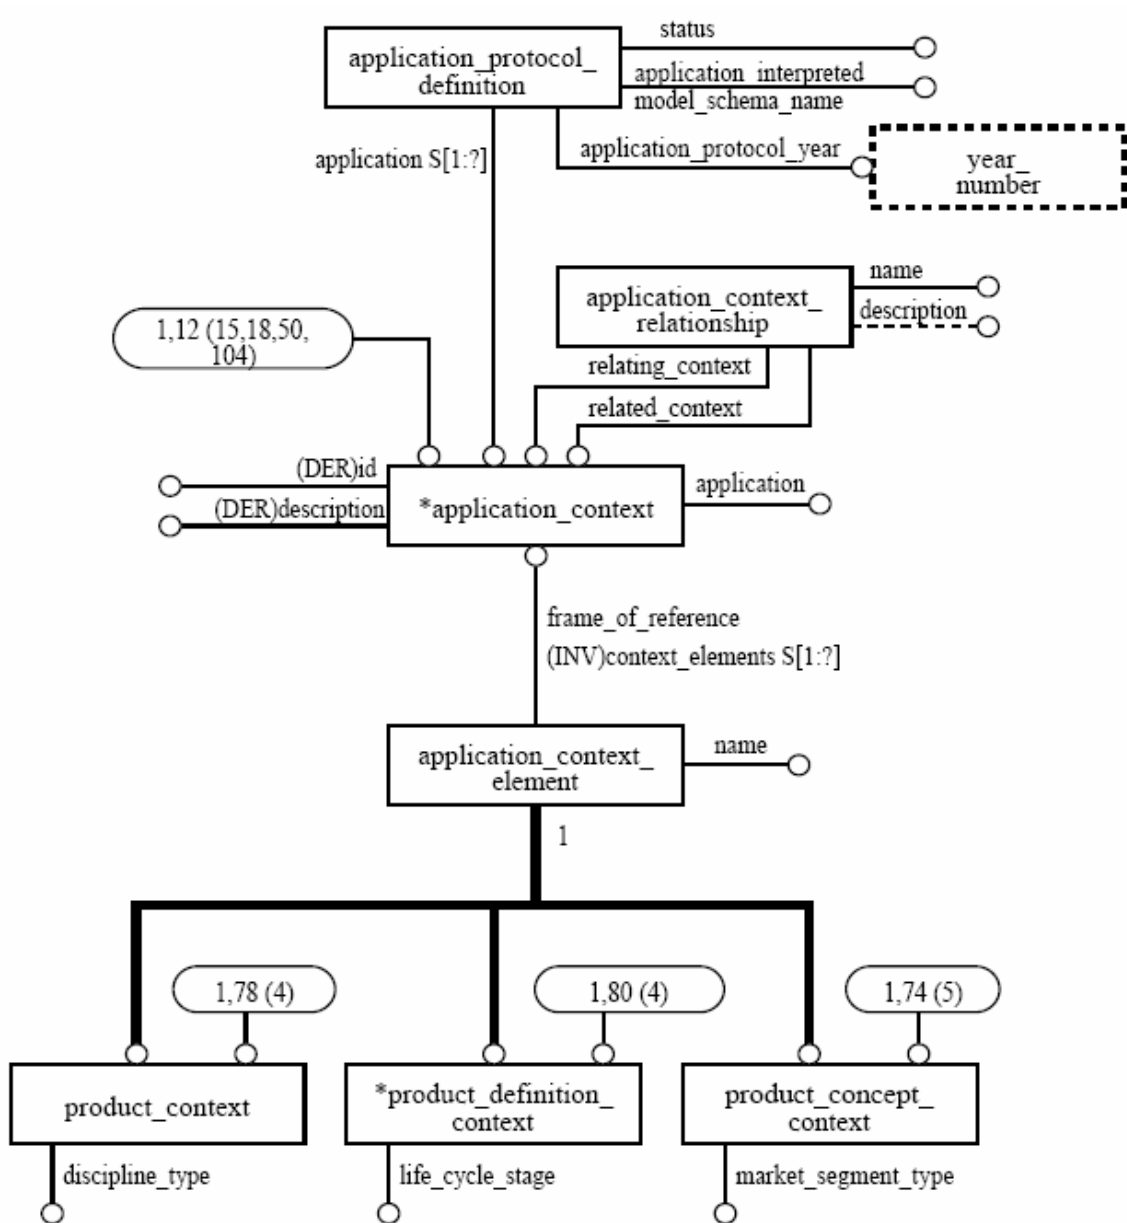 status
application_protocol_
definition
application_interpreted
model_schema_name
application S[1:?]
application_protocol_year
year_
number
name
application_context_
relationship
description
1,12 (15,18,50,
104)
relating_context
related_context
(DER)id
application
*application_context
(DER)description
frame_of_reference
(INV)context_elements S[1:?]
application_context_
element
name
1
1,78 (4)
1,80 (4)
1,74 (5)
product_context
*product_definition_
context
product_concept_
context
discipline_type
life_cycle_stage
market_segment_type